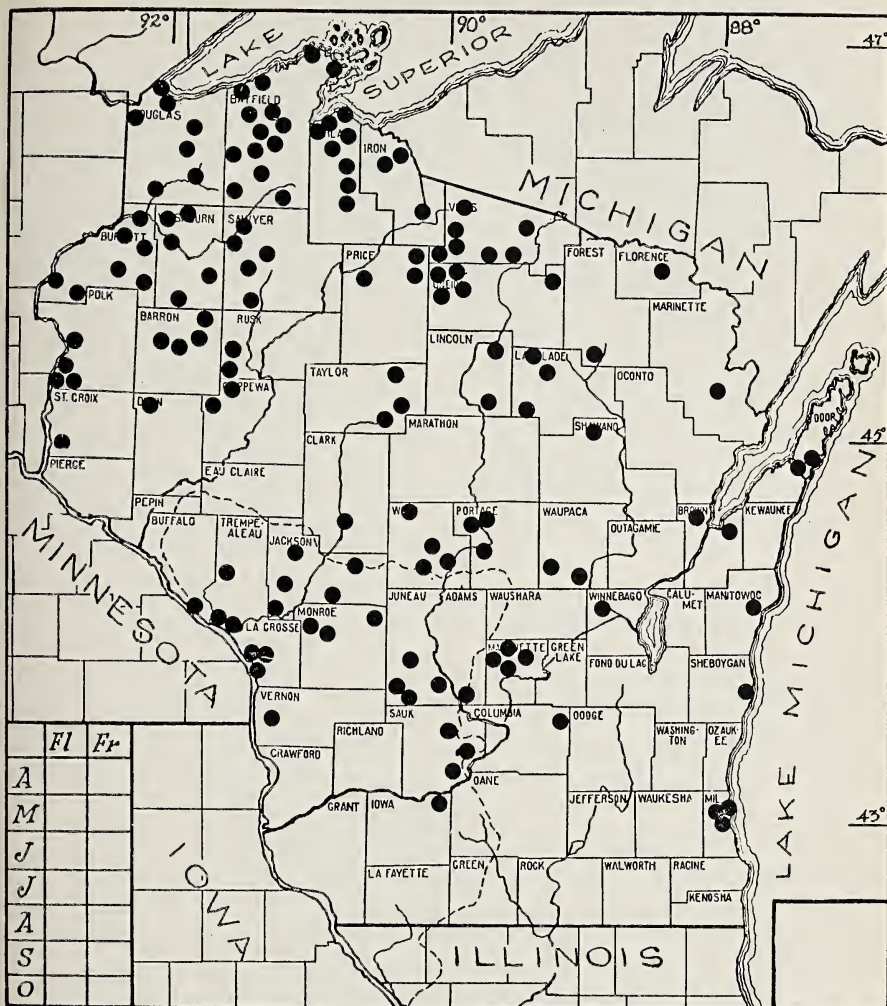 92° 90° 88°
47°
LAKE SUPERIOR
DOUGLAS BAYFIELD
IRON
MICHIGAN
SAWYER
PRICE FOREST FLORENCE
POLK MARINETTE
BARRON RUSK
LINCOLN
TAYLOR OCONTO
ST. CROIX
DOOR
CLARK MARATHON 45°
PIERCE
EAU CLAIRE
PEPIN
BUFFALO TREMPE- PORTAGE WAUPACA BROWN KEWAUNEE
ALEAU JACKSON OUTAGAMIE
MINNESOTA
JUNEAU ADAMS WAUSHARA WINNEBAGO CALU- MANITOWOC
MONROE MET
LA CROSSE GREEN
LAKE FOND DU LAC SHEBOYGAN
LAKE MICHIGAN
VERNON
SAUK COLUMBIA DODGE
RICHLAND WASHING- OZAUK-
TON EE
CRAWFORD
DANE
GRANT IOWA JEFFERSON WAUKESHA MIL
43°
LA FAYETTE GREEN ROCK WALWORTH RACINE
KENOSHA
IOWA
ILLINOIS
Fl Fr
A
M
J
J
A
S
O